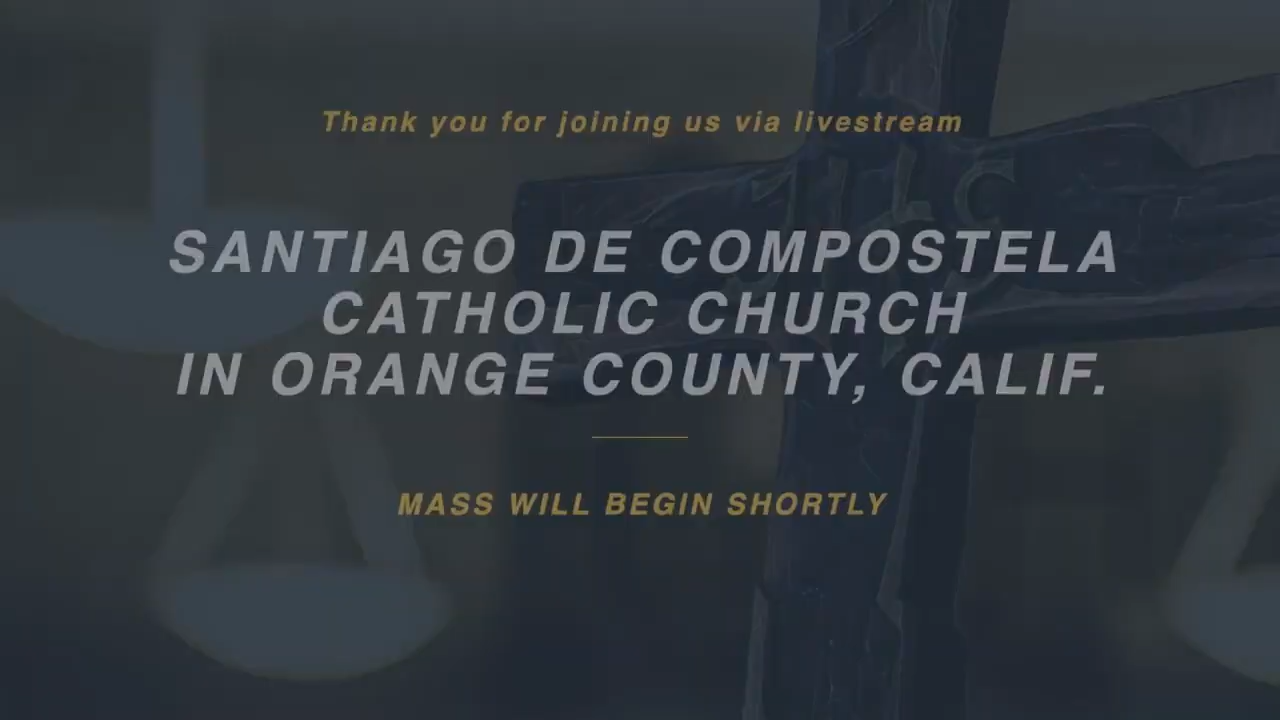 Thank you for joining us via livestream
SANTIAGO DE COMPOSTELA
CATHOLIC CHURCH
IN ORANGE COUNTY, CALIF.
MASS WILL BEGIN SHORTLY